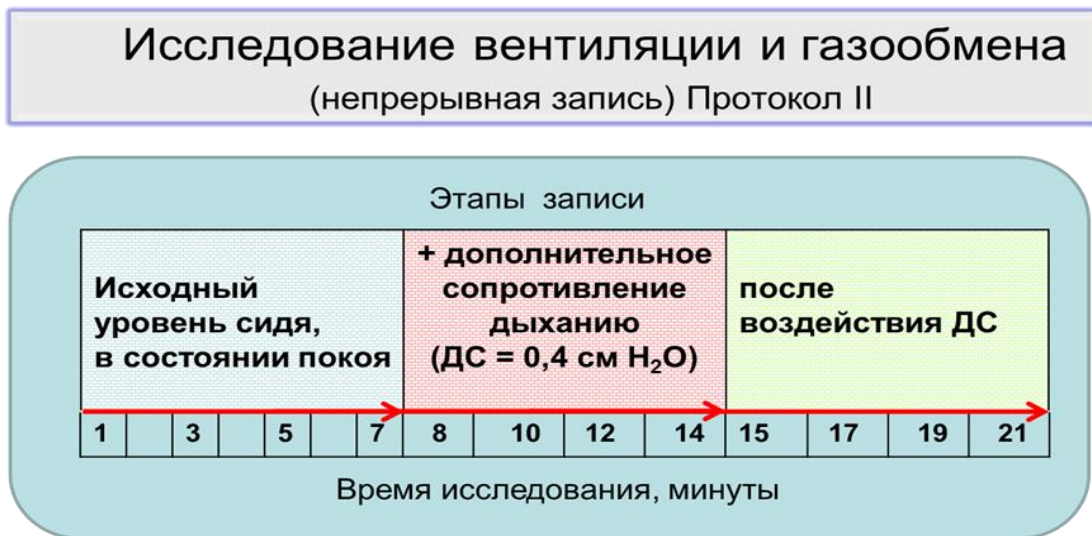 Исследование вентиляции и газообмена
(непрерывная запись) Протокол II
Этапы записи
Исходный
уровень сидя,
в состоянии покоя
+ дополнительное
сопротивление
дыханию
(ДС = 0,4 см H₂O)
после
воздействия ДС
1 3 5 7 8 10 12 14 15 17 19 21
Время исследования, минуты